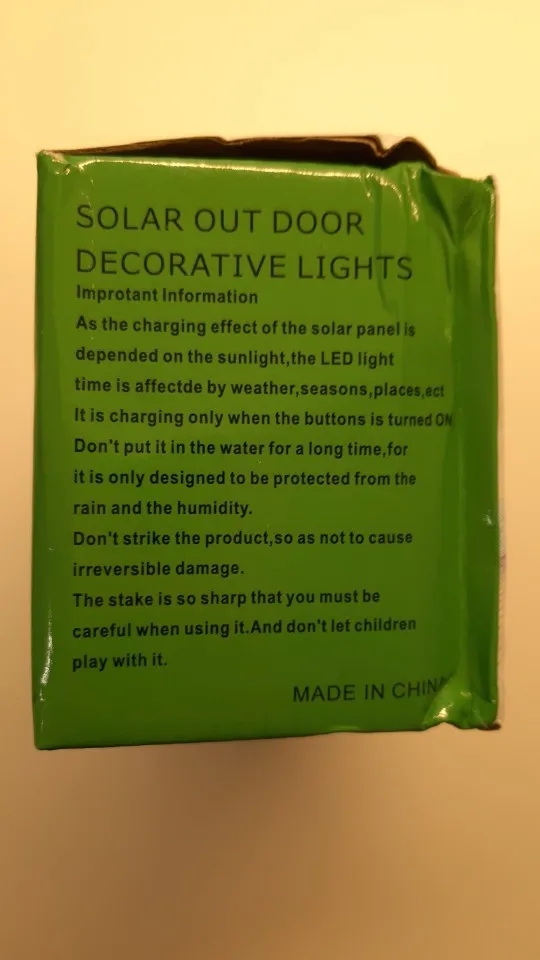 SOLAR OUT DOOR
DECORATIVE LIGHTS
Improtant Information
As the charging effect of the solar panel is
depended on the sunlight,the LED light
time is affectde by weather,seasons,places,ect
It is charging only when the buttons is turned ON
Don't put it in the water for a long time,for
it is only designed to be protected from the
rain and the humidity.
Don't strike the product,so as not to cause
irreversible damage.
The stake is so sharp that you must be
careful when using it.And don't let children
play with it.
MADE IN CHINA